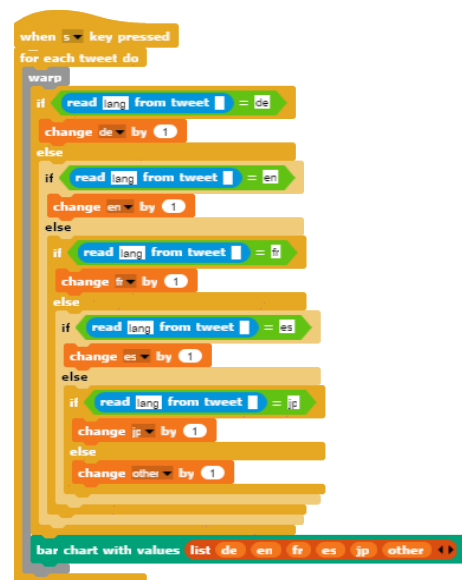 when s key pressed
for each tweet do
warp
if read lang from tweet = de
change de by 1
else
if read lang from tweet = en
change en by 1
else
if read lang from tweet = fr
change fr by 1
else
if read lang from tweet = es
change es by 1
else
if read lang from tweet = jp
change jp by 1
else
change other by 1
bar chart with values list de en fr es jp other